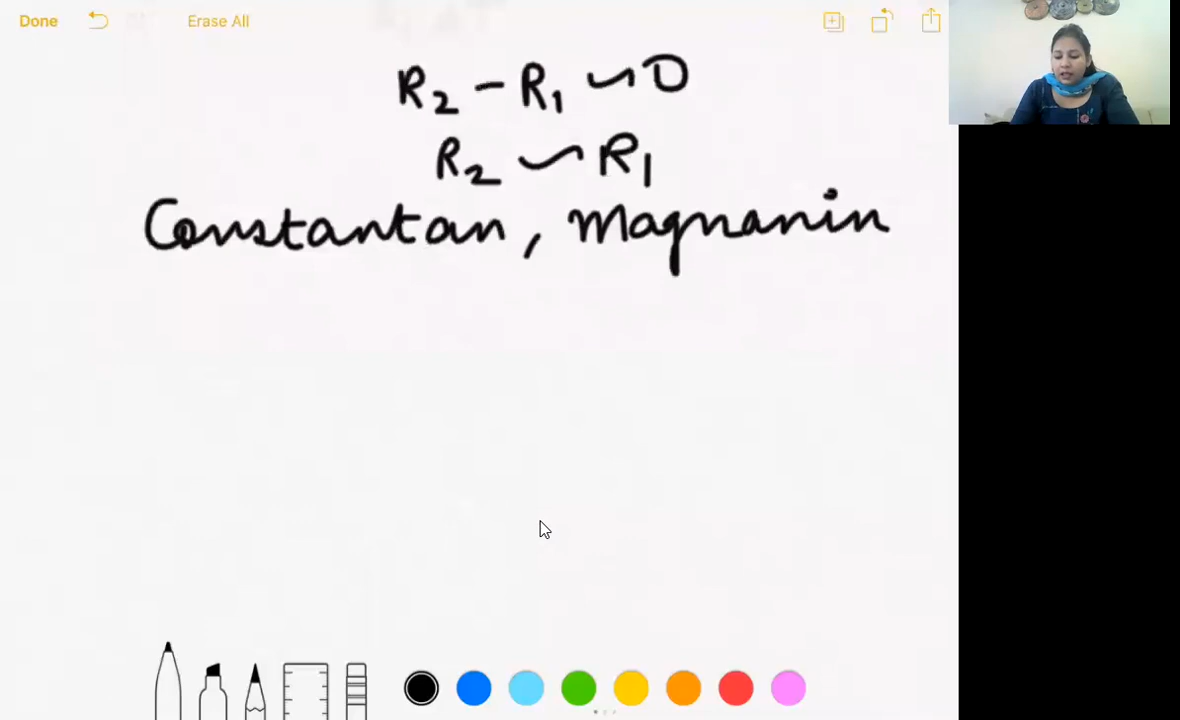 Done Erase All
R₂ - R₁ ~ 0
R₂ ~ R₁
Constantan, Magnanin